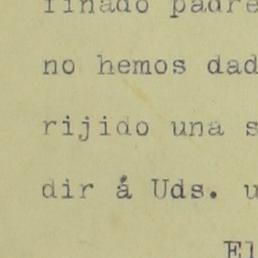 finado padre
no hemos dad
rijido una s
dir á Uds. u
El